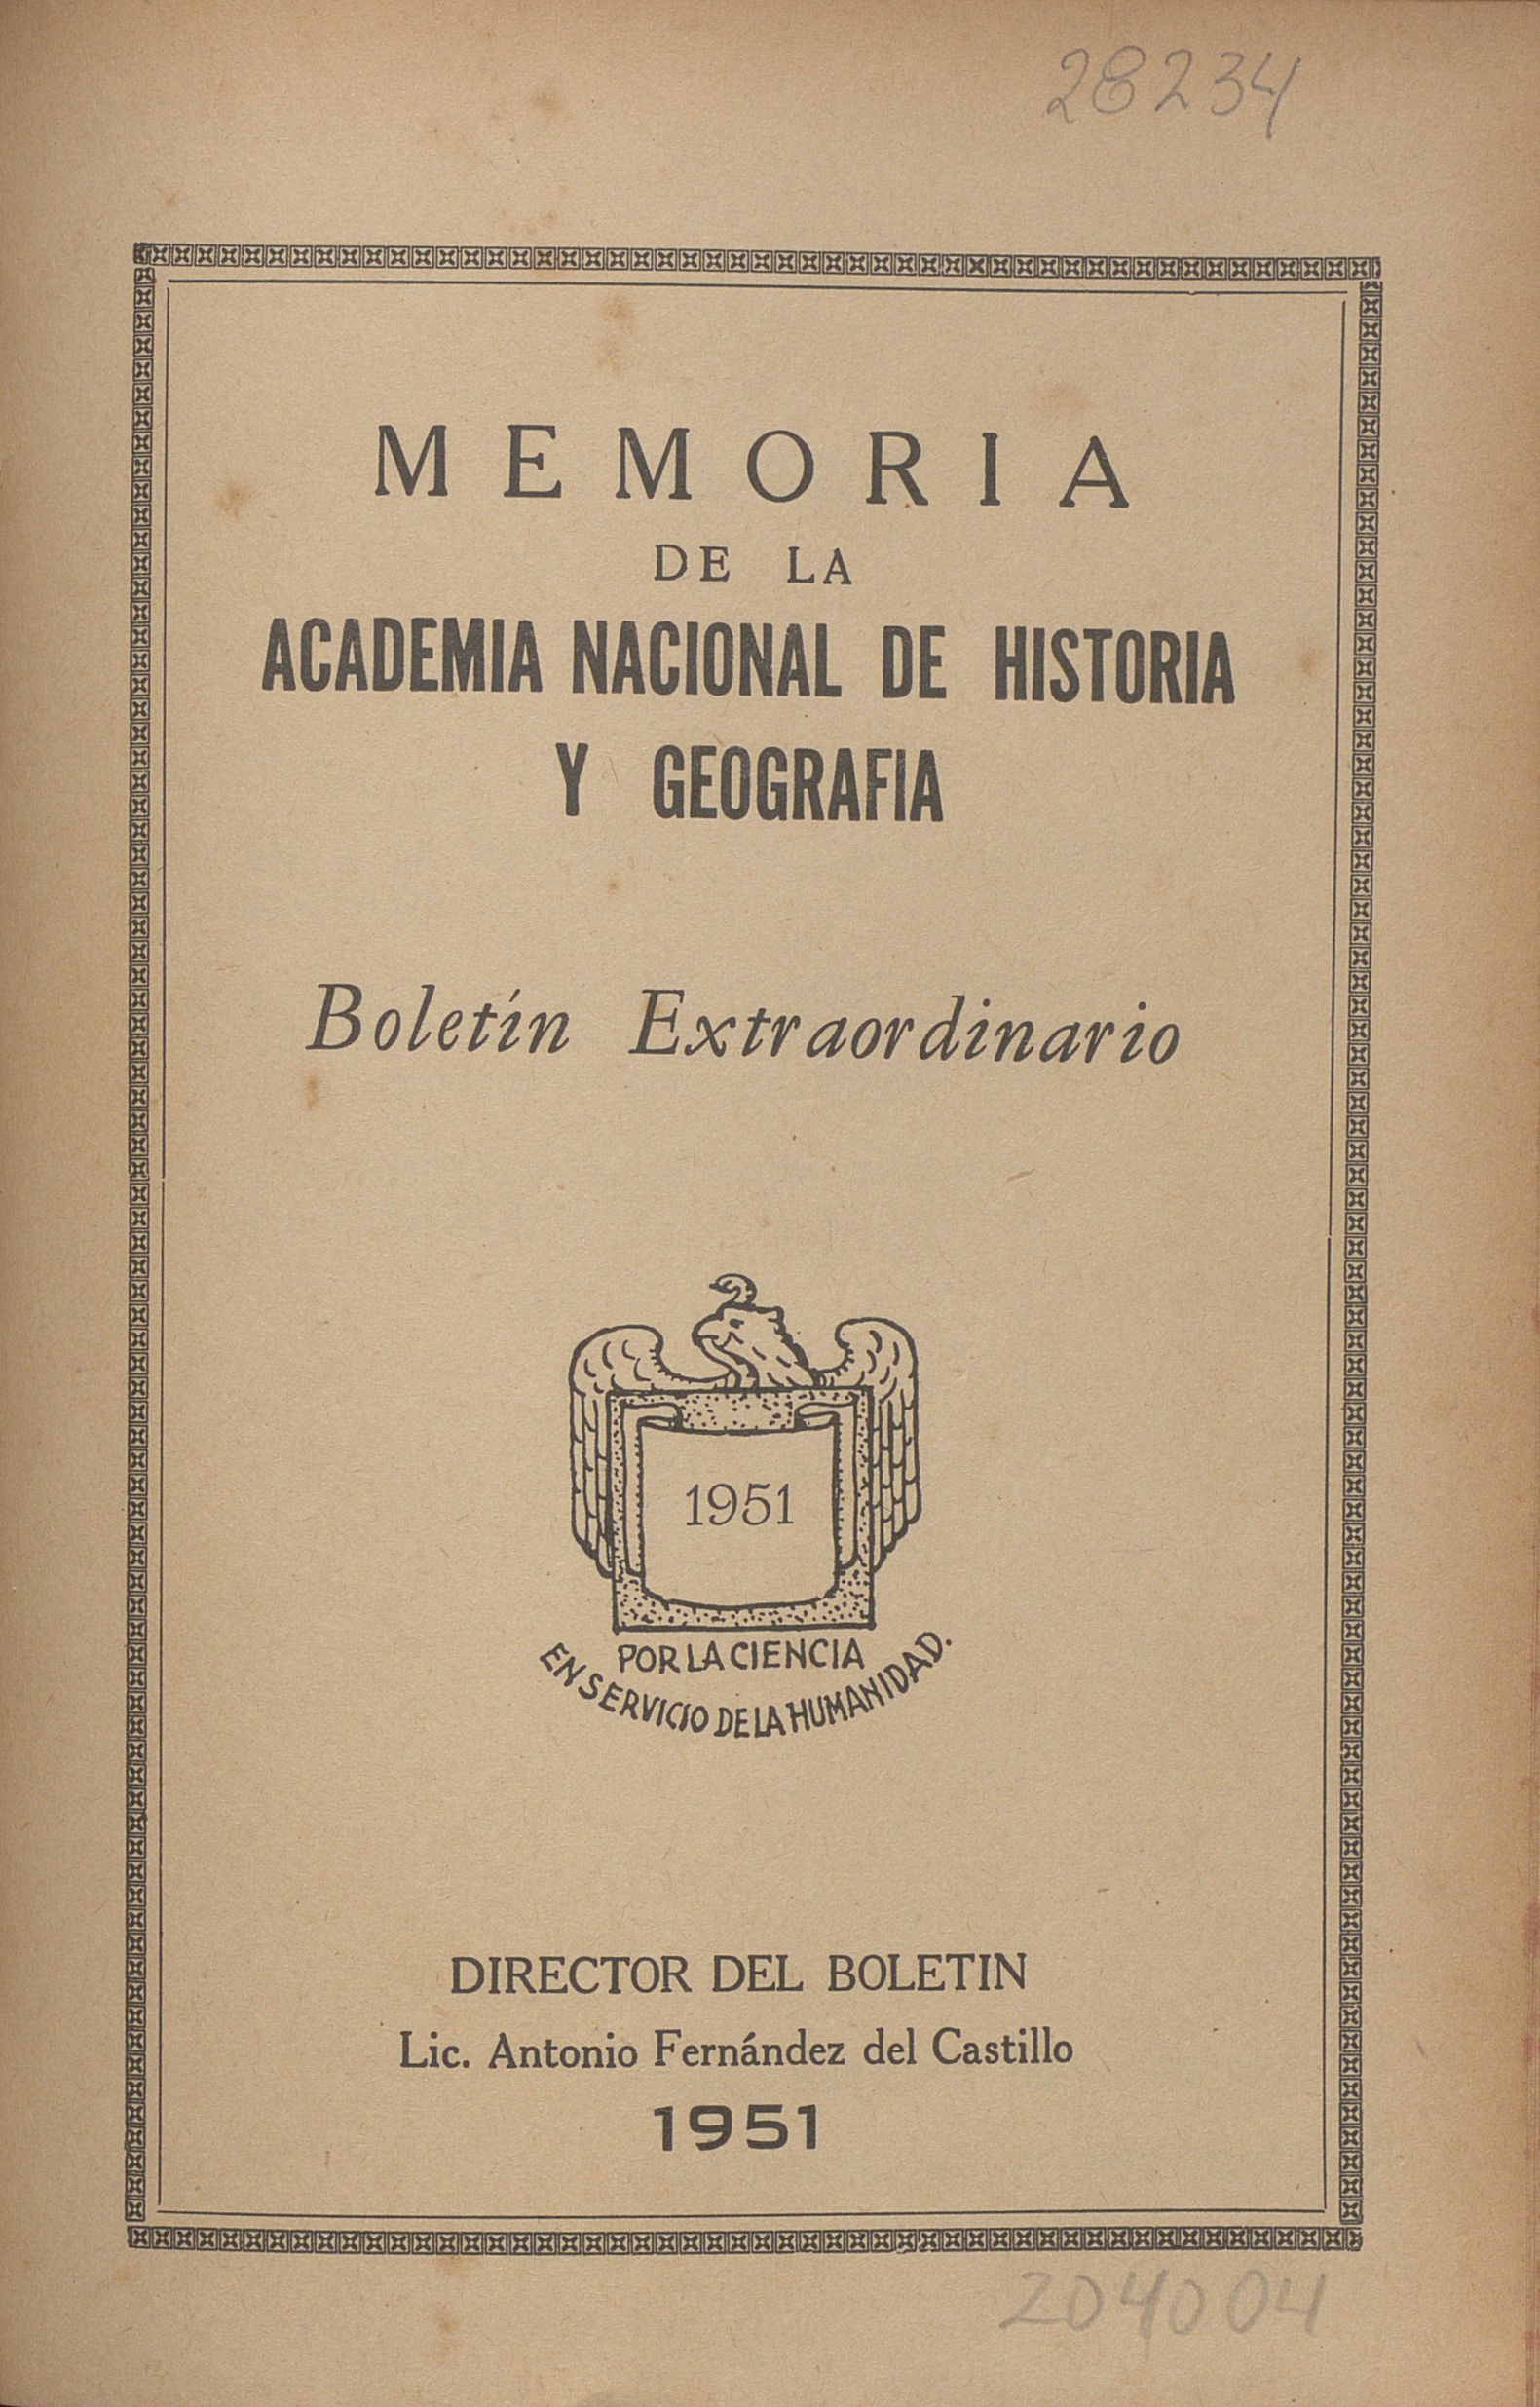 28234
MEMORIA
DE LA
ACADEMIA NACIONAL DE HISTORIA
Y GEOGRAFIA
Boletín Extraordinario
1951
POR LA CIENCIA
EN SERVICIO DE LA HUMANIDAD.
DIRECTOR DEL BOLETIN
Lic. Antonio Fernández del Castillo
1951
204004